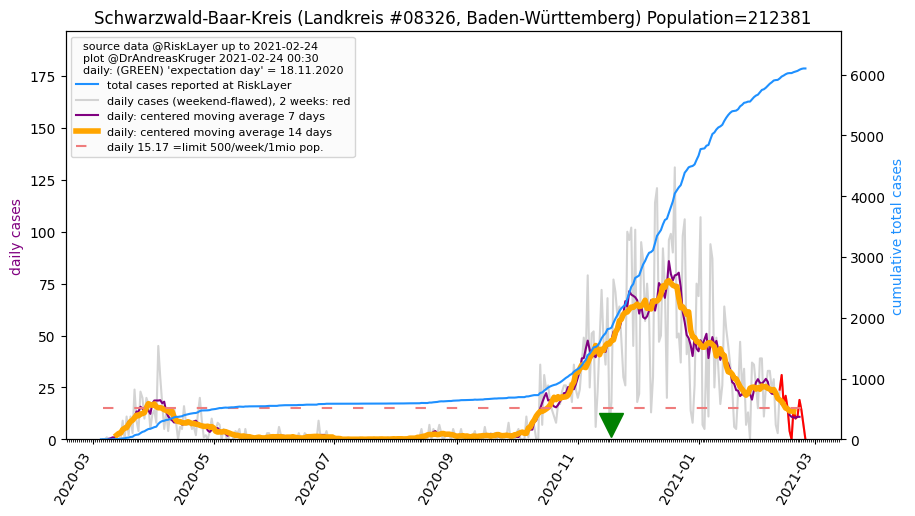 Schwarzwald-Baar-Kreis (Landkreis #08326, Baden-Württemberg) Population=212381
source data @RiskLayer up to 2021-02-24
plot @DrAndreasKruger 2021-02-24 00:30
daily: (GREEN) 'expectation day' = 18.11.2020
total cases reported at RiskLayer
daily cases (weekend-flawed), 2 weeks: red
daily: centered moving average 7 days
daily: centered moving average 14 days
daily 15.17 =limit 500/week/1mio pop.
daily cases
175
150
125
100
75
50
25
0
cumulative total cases
6000
5000
4000
3000
2000
1000
0
2020-03
2020-05
2020-07
2020-09
2020-11
2021-01
2021-03